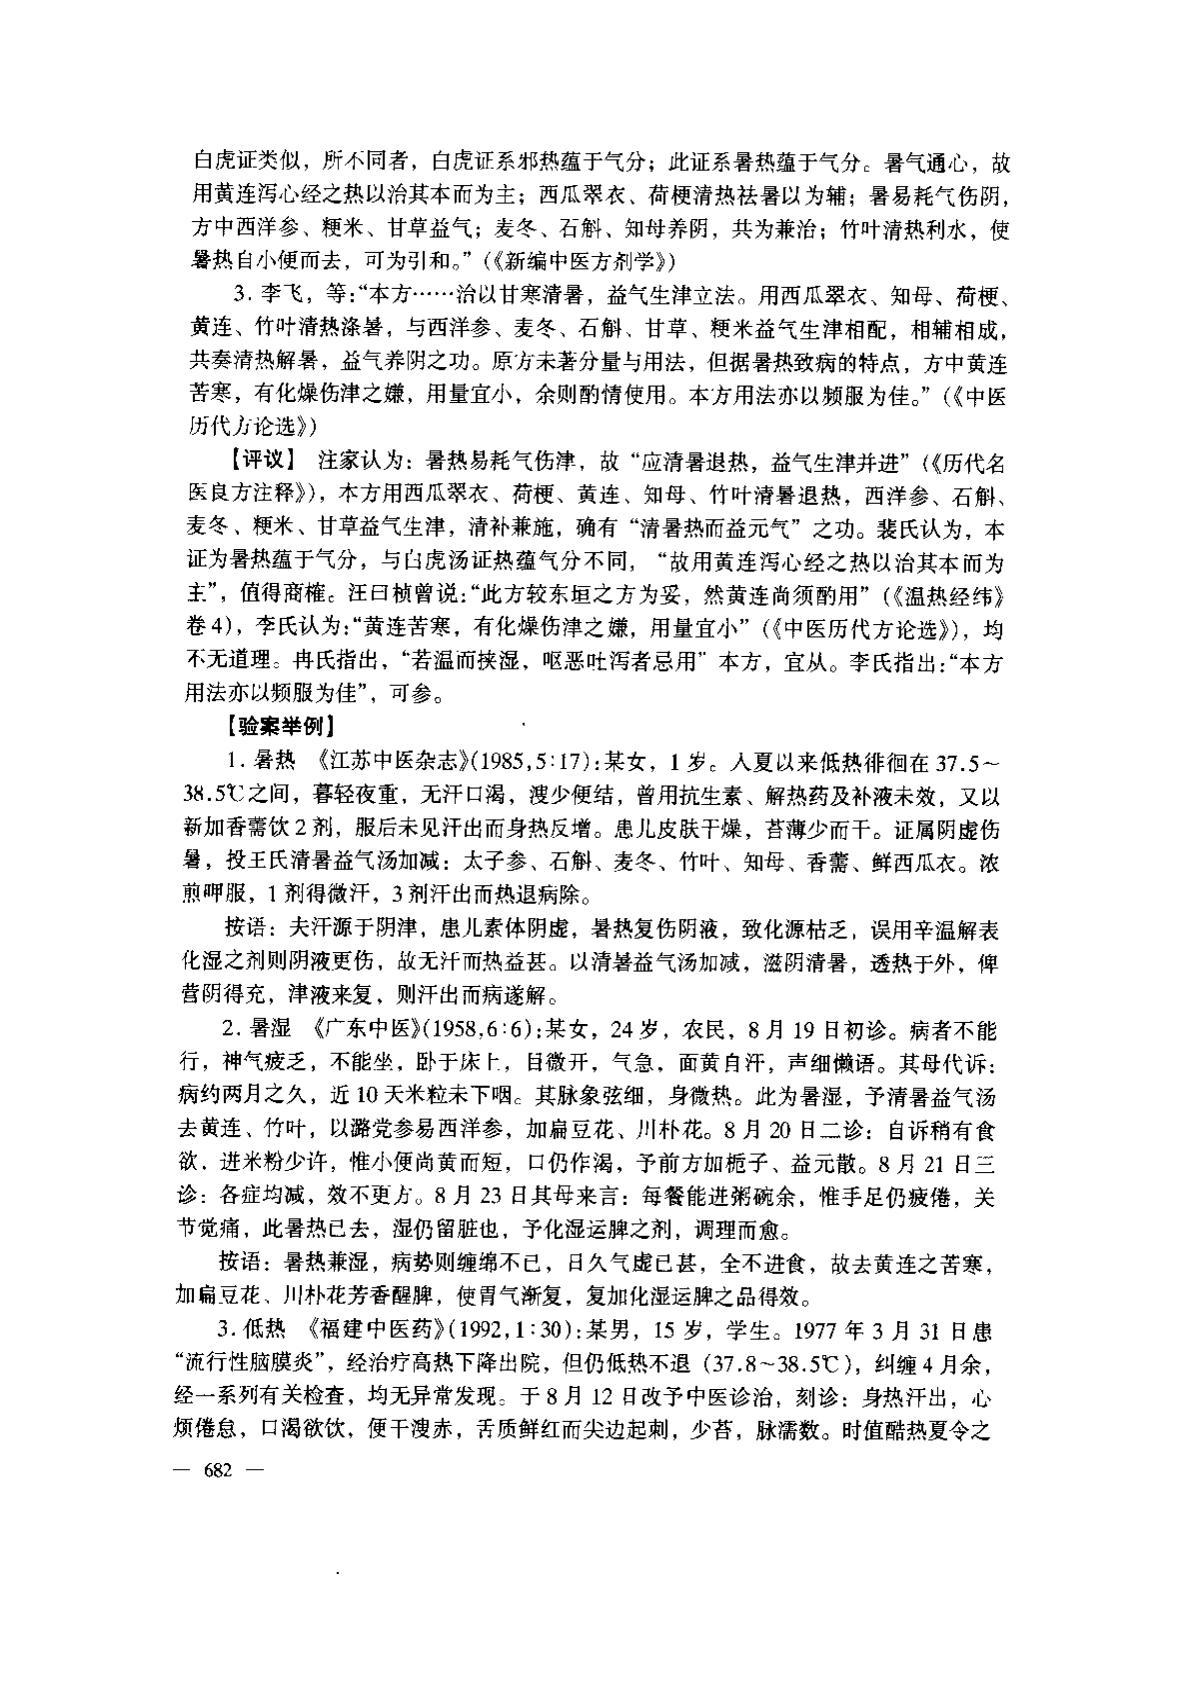 白虎证类似，所不同者，白虎证系邪热蕴于气分；此证系暑热蕴于气分。暑气通心，故
用黄连泻心经之热以治其本而为主；西瓜翠衣、荷梗清热祛暑以为辅；暑易耗气伤阴，
方中西洋参、粳米、甘草益气；麦冬、石斛、知母养阴，共为兼治；竹叶清热利水，使
暑热自小便而去，可为引和。”（《新编中医方剂学》）
3. 李飞，等：“本方……治以甘寒清暑，益气生津立法。用西瓜翠衣、知母、荷梗、
黄连、竹叶清热涤暑，与西洋参、麦冬、石斛、甘草、粳米益气生津相配，相辅相成，
共奏清热解暑，益气养阴之功。原方未著分量与用法，但据暑热致病的特点，方中黄连
苦寒，有化燥伤津之嫌，用量宜小，余则酌情使用。本方用法亦以频服为佳。”（《中医
历代方论选》）
【评议】 注家认为：暑热易耗气伤津，故“应清暑退热，益气生津并进”（《历代名
医良方注释》），本方用西瓜翠衣、荷梗、黄连、知母、竹叶清暑退热，西洋参、石斛、
麦冬、粳米、甘草益气生津，清补兼施，确有“清暑热而益元气”之功。裴氏认为，本
证为暑热蕴于气分，与白虎汤证热蕴气分不同，“故用黄连泻心经之热以治其本而为
主”，值得商榷。汪曰桢曾说：“此方较东垣之方为妥，然黄连尚须酌用”（《温热经纬》
卷4），李氏认为：“黄连苦寒，有化燥伤津之嫌，用量宜小”（《中医历代方论选》），均
不无道理。冉氏指出，“若温而挟湿，呕恶吐泻者忌用”本方，宜从。李氏指出：“本方
用法亦以频服为佳”，可参。
【验案举例】
1. 暑热 《江苏中医杂志》(1985,5:17)：某女，1岁。入夏以来低热徘徊在37.5～
38.5℃之间，暮轻夜重，无汗口渴，溲少便结，曾用抗生素、解热药及补液未效，又以
新加香薷饮2剂，服后未见汗出而身热反增。患儿皮肤干燥，苔薄少而干。证属阴虚伤
暑，投王氏清暑益气汤加减：太子参、石斛、麦冬、竹叶、知母、香薷、鲜西瓜衣。浓
煎呷服，1剂得微汗，3剂汗出而热退病除。
按语：夫汗源于阴津，患儿素体阴虚，暑热复伤阴液，致化源枯乏，误用辛温解表
化湿之剂则阴液更伤，故无汗而热益甚。以清暑益气汤加减，滋阴清暑，透热于外，俾
营阴得充，津液来复，则汗出而病遂解。
2. 暑湿 《广东中医》(1958,6:6)：某女，24岁，农民，8月19日初诊。病者不能
行，神气疲乏，不能坐，卧于床上，目微开，气急，面黄自汗，声细懒语。其母代诉：
病约两月之久，近10天米粒未下咽。其脉象弦细，身微热。此为暑湿，予清暑益气汤
去黄连、竹叶，以潞党参易西洋参，加扁豆花、川朴花。8月20日二诊：自诉稍有食
欲，进米粉少许，惟小便尚黄而短，口仍作渴，予前方加栀子、益元散。8月21日三
诊：各症均减，效不更方。8月23日其母来言：每餐能进粥碗余，惟手足仍疲倦，关
节觉痛，此暑热已去，湿仍留脏也，予化湿运脾之剂，调理而愈。
按语：暑热兼湿，病势则缠绵不已，日久气虚已甚，全不进食，故去黄连之苦寒，
加扁豆花、川朴花芳香醒脾，使胃气渐复，复加化湿运脾之品得效。
3. 低热 《福建中医药》(1992,1:30)：某男，15岁，学生。1977年3月31日患
“流行性脑膜炎”，经治疗高热下降出院，但仍低热不退（37.8～38.5℃），纠缠4月余，
经一系列有关检查，均无异常发现。于8月12日改予中医诊治，刻诊：身热汗出，心
烦倦怠，口渴欲饮，便干溲赤，舌质鲜红而尖边起刺，少苔，脉濡数。时值酷热夏令之
— 682 —